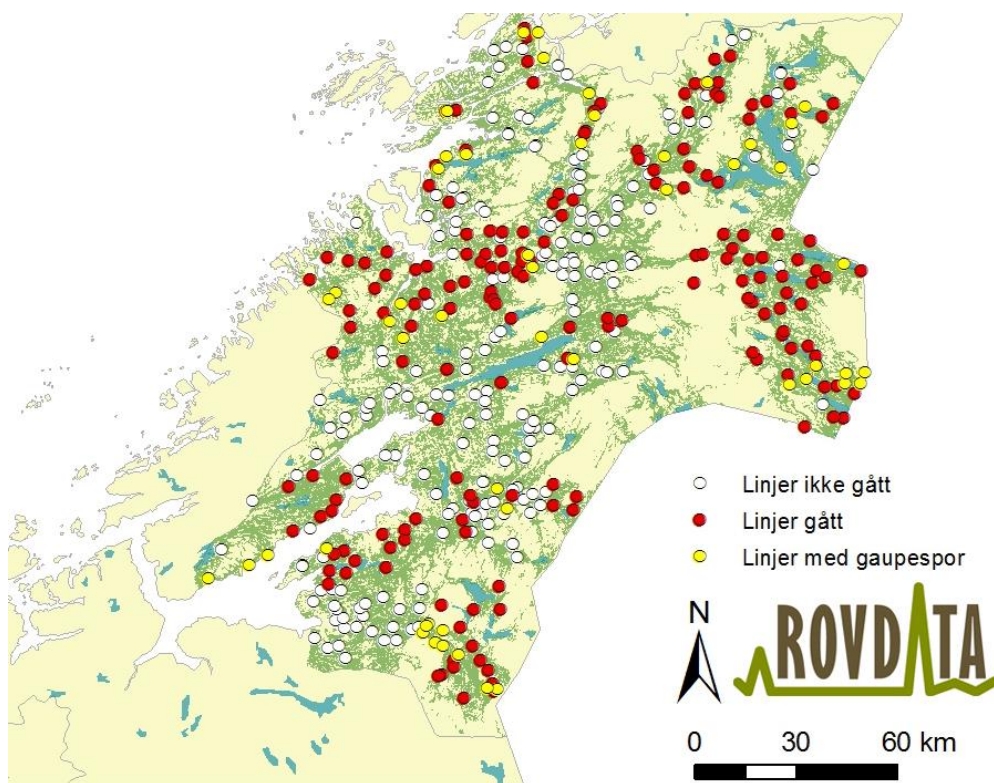 Linjer ikke gått
Linjer gått
Linjer med gaupespor
N
ROVDATA
0 30 60 km